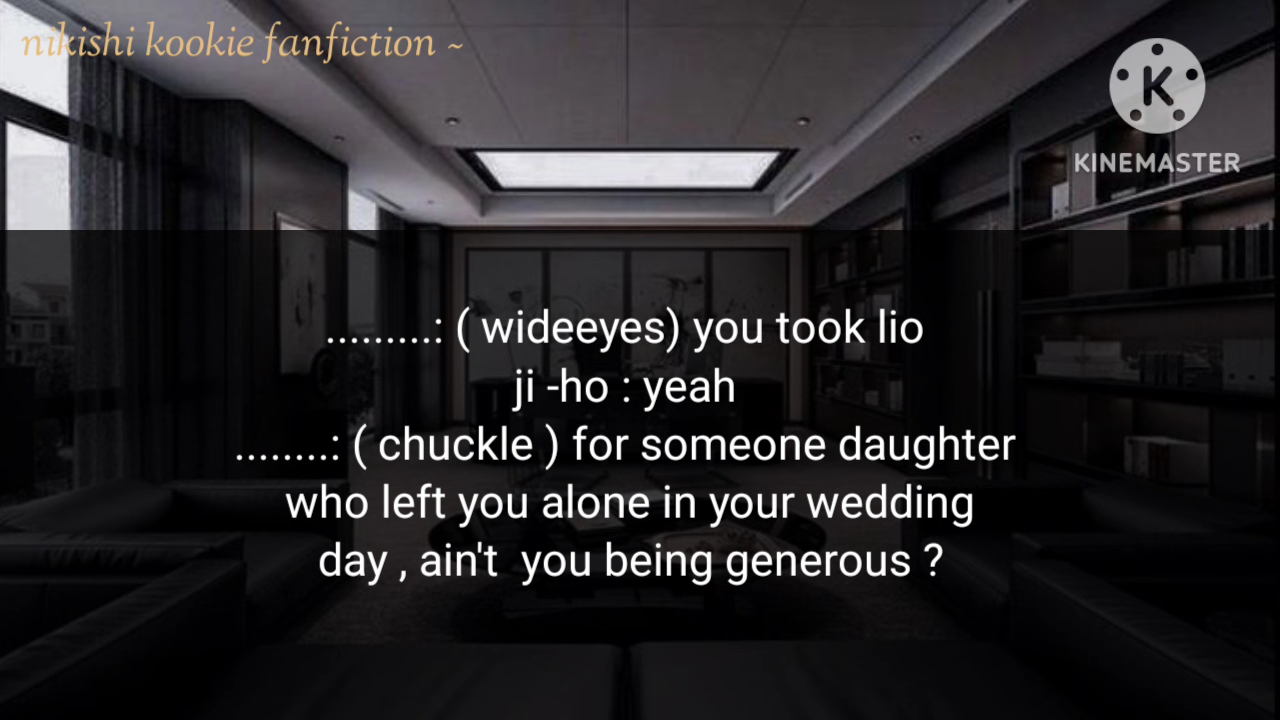 nikishi kookie fanfiction ~
K
KINEMASTER
..........: ( wideeyes) you took lio
ji -ho : yeah
........: ( chuckle ) for someone daughter
who left you alone in your wedding
day , ain't  you being generous ?